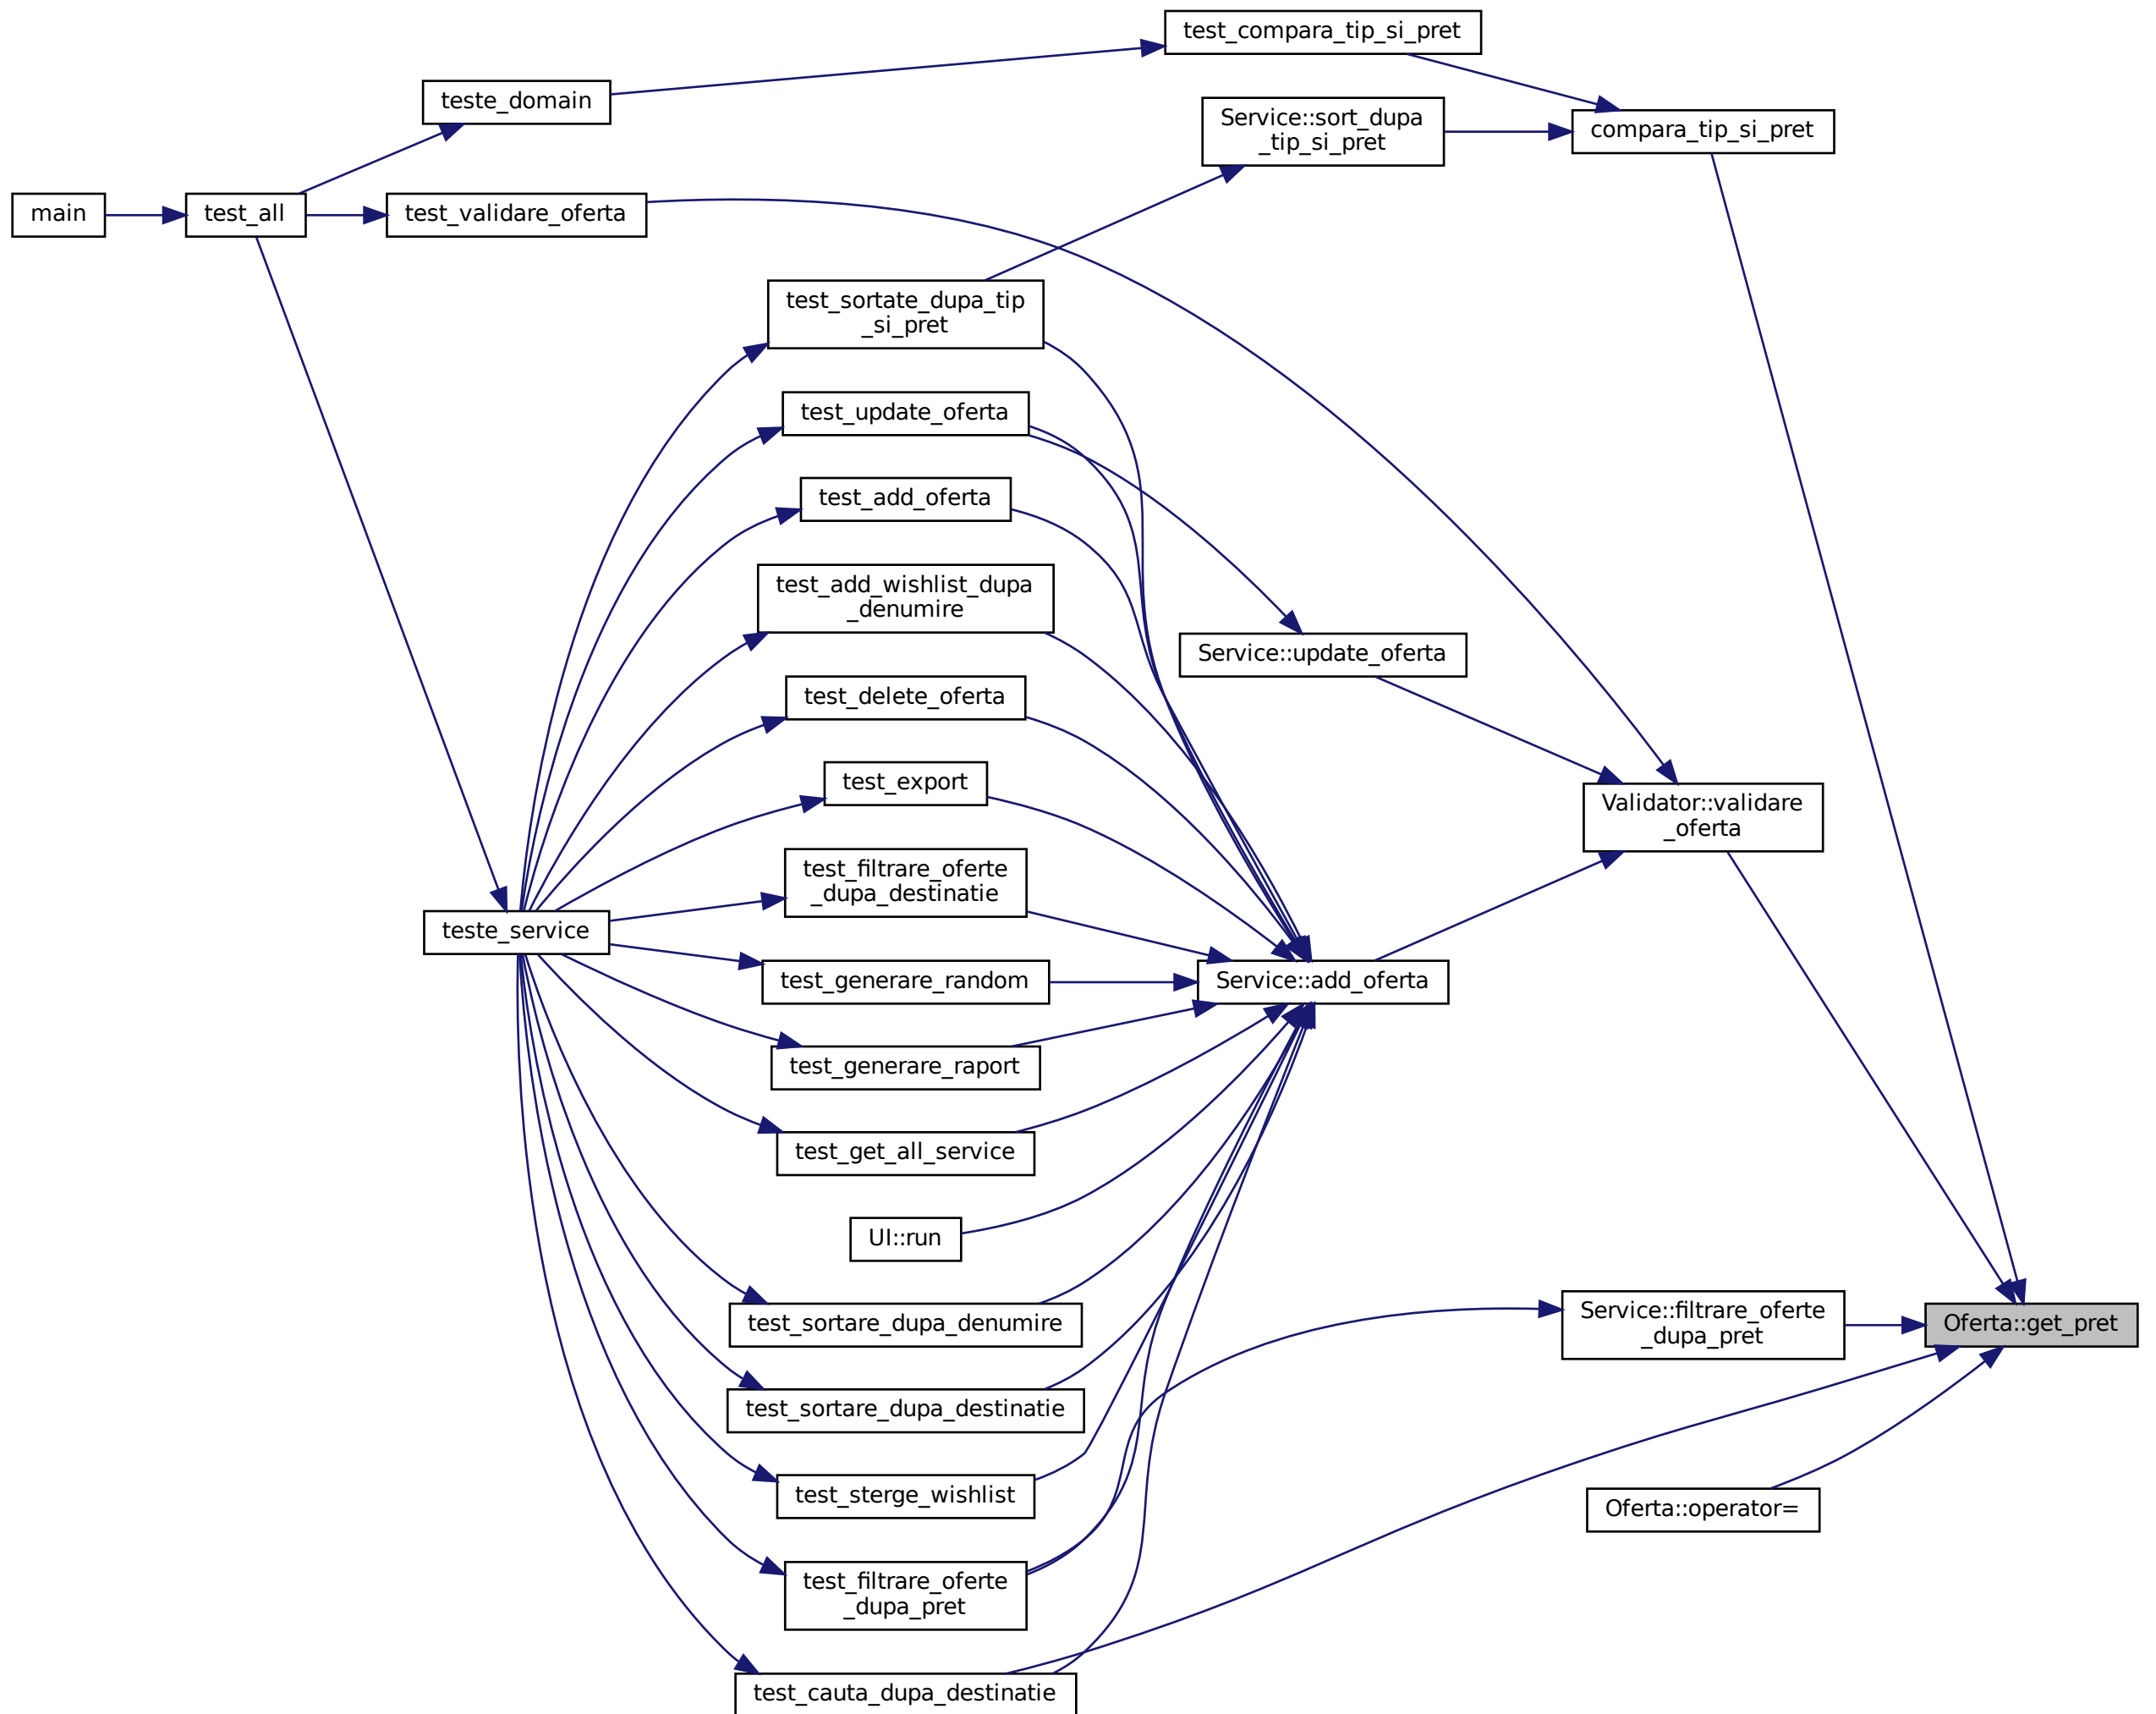 test_compara_tip_si_pret
teste_domain
Service::sort_dupa
_tip_si_pret
compara_tip_si_pret
main
test_all
test_validare_oferta
test_sortate_dupa_tip
_si_pret
test_update_oferta
test_add_oferta
test_add_wishlist_dupa
_denumire
Service::update_oferta
test_delete_oferta
test_export
Validator::validare
_oferta
test_filtrare_oferte
_dupa_destinatie
teste_service
test_generare_random
Service::add_oferta
test_generare_raport
test_get_all_service
UI::run
test_sortare_dupa_denumire
Service::filtrare_oferte
_dupa_pret
Oferta::get_pret
test_sortare_dupa_destinatie
test_sterge_wishlist
Oferta::operator=
test_filtrare_oferte
_dupa_pret
test_cauta_dupa_destinatie